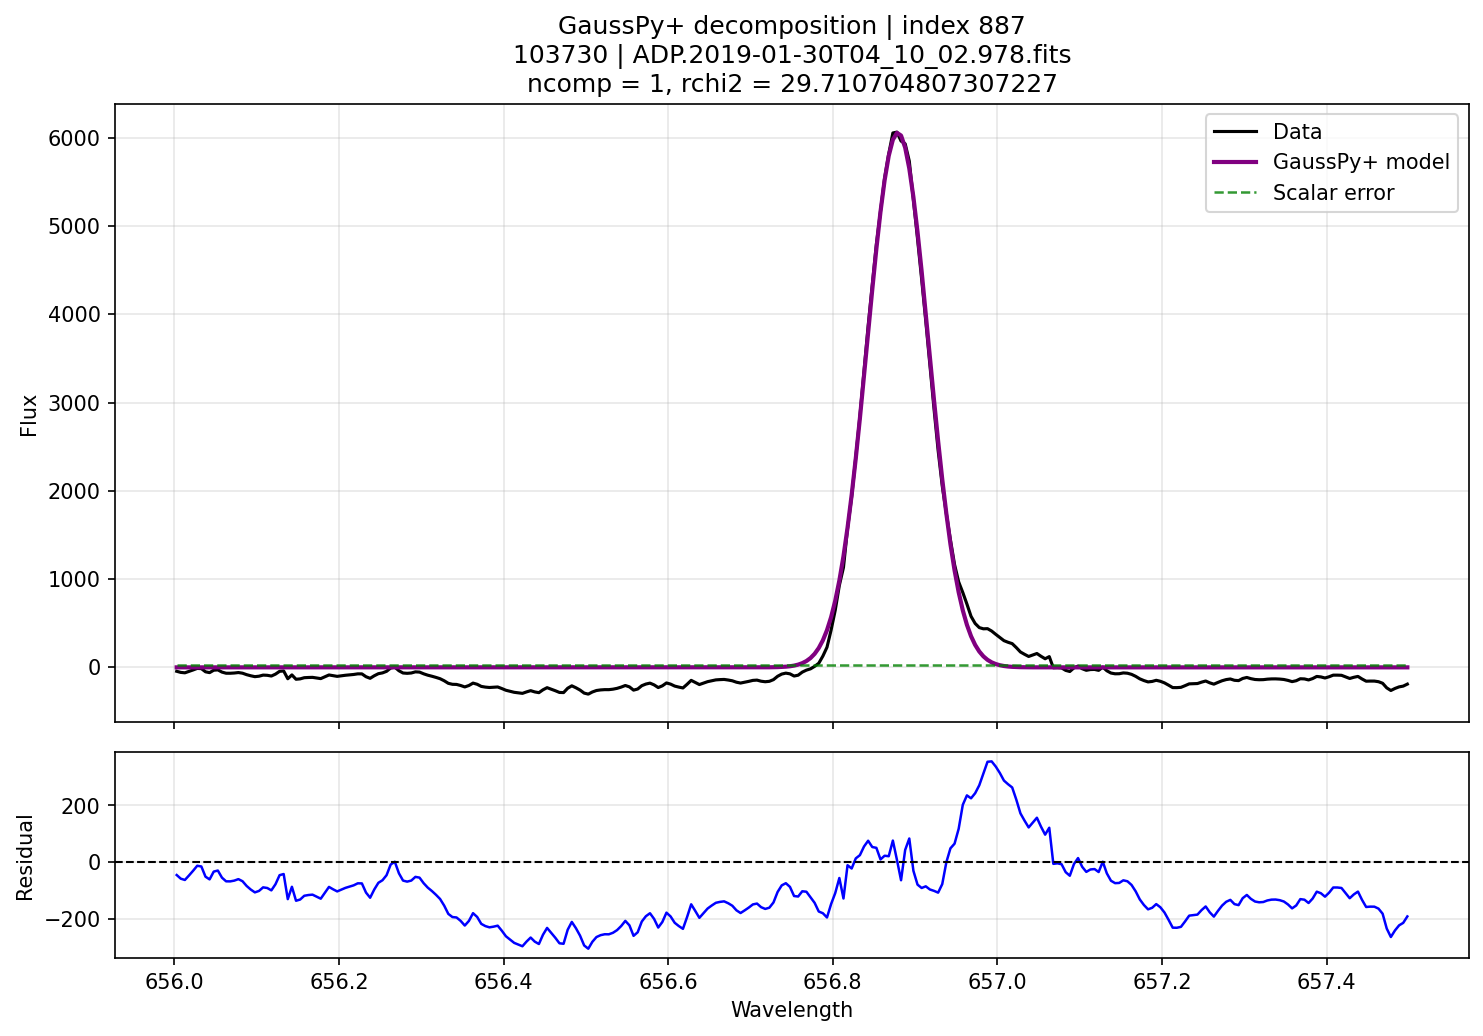 GaussPy+ decomposition | index 887
103730 | ADP.2019-01-30T04_10_02.978.fits
ncomp = 1, rchi2 = 29.710704807307227
Data
GaussPy+ model
Scalar error
6000
5000
4000
3000
2000
1000
0
Flux
200
0
−200
Residual
656.0 656.2 656.4 656.6 656.8 657.0 657.2 657.4
Wavelength